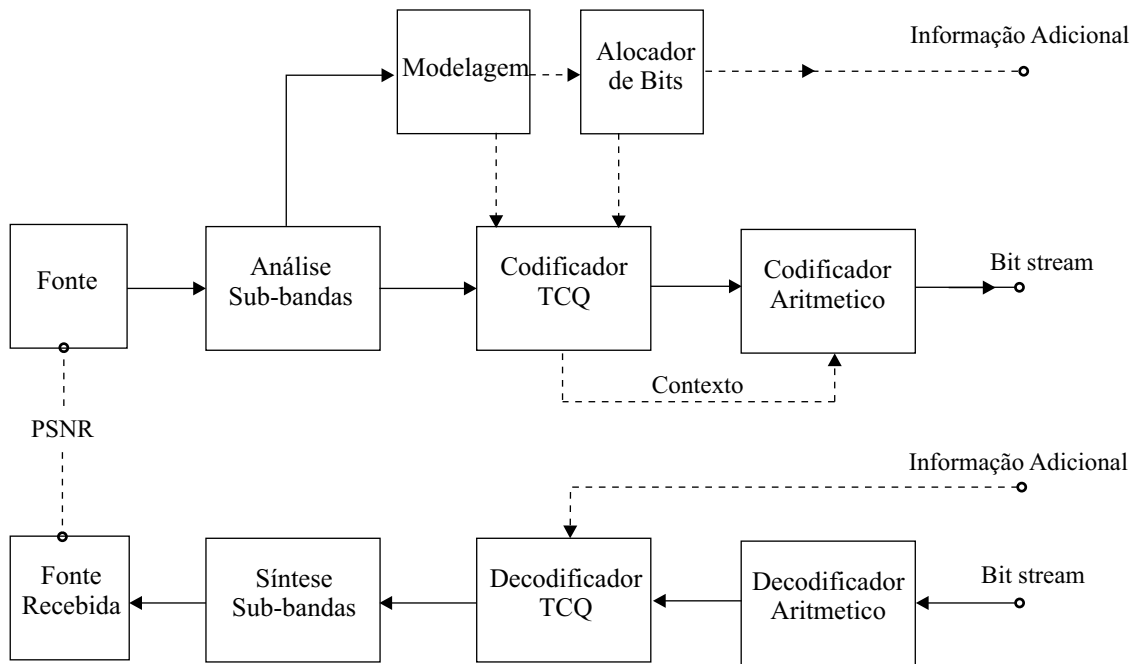 Informação Adicional
Modelagem
Alocador
de Bits
Fonte
Análise
Sub-bandas
Codificador
TCQ
Codificador
Aritmetico
Bit stream
Contexto
PSNR
Informação Adicional
Fonte
Recebida
Síntese
Sub-bandas
Decodificador
TCQ
Decodificador
Aritmetico
Bit stream